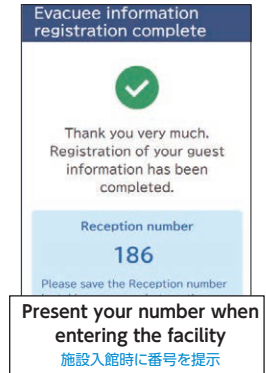 Evacuee information
registration complete
Thank you very much.
Registration of your guest
information has been
completed.
Reception number
186
Please save the Reception number
Present your number when
entering the facility
施設入館時に番号を提示